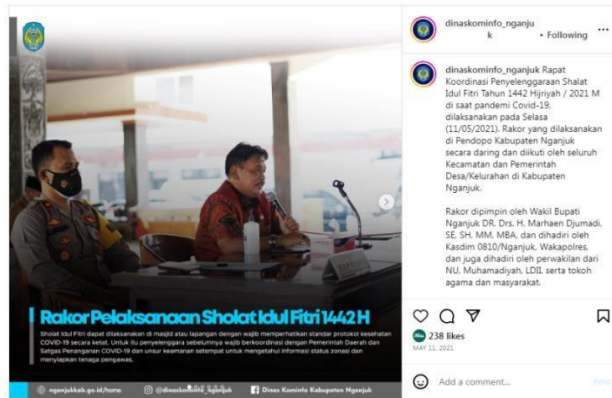 Rakor Pelaksanaan Sholat Idul Fitri 1442 H
Sholat Idul Fitri dapat dilaksanakan di masjid atau lapangan dengan wajib memperhatikan standar protokol kesehatan
COVID-19 secara ketat. Untuk itu penyelenggara sebelumnya wajib berkoordinasi dengan Pemerintah Daerah dan
Satgas Penanganan COVID-19 dan unsur keamanan setempat untuk mengetahui informasi status zonasi dan
menyiapkan tenaga pengawas.
nganjukkab.go.id/home @dinaskominfo_nganjuk Dinas Kominfo Kabupaten Nganjuk
dinaskominfo_nganju
k • Following
dinaskominfo_nganjuk Rapat
Koordinasi Penyelenggaraan Shalat
Idul Fitri Tahun 1442 Hijriyah / 2021 M
di saat pandemi Covid-19.
dilaksanakan pada Selasa
(11/05/2021). Rakor yang dilaksanakan
di Pendopo Kabupaten Nganjuk
secara daring dan diikuti oleh seluruh
Kecamatan dan Pemerintah
Desa/Kelurahan di Kabupaten
Nganjuk.
Rakor dipimpin oleh Wakil Bupati
Nganjuk DR. Drs. H. Marhaen Djumadi,
SE, SH, MM, MBA, dan dihadiri oleh
Kasdim 0810/Nganjuk, Wakapolres,
dan juga dihadiri oleh perwakilan dari
NU, Muhamadiyah, LDII, serta tokoh
agama dan masyarakat.
238 likes
MAY 11, 2021
Add a comment...